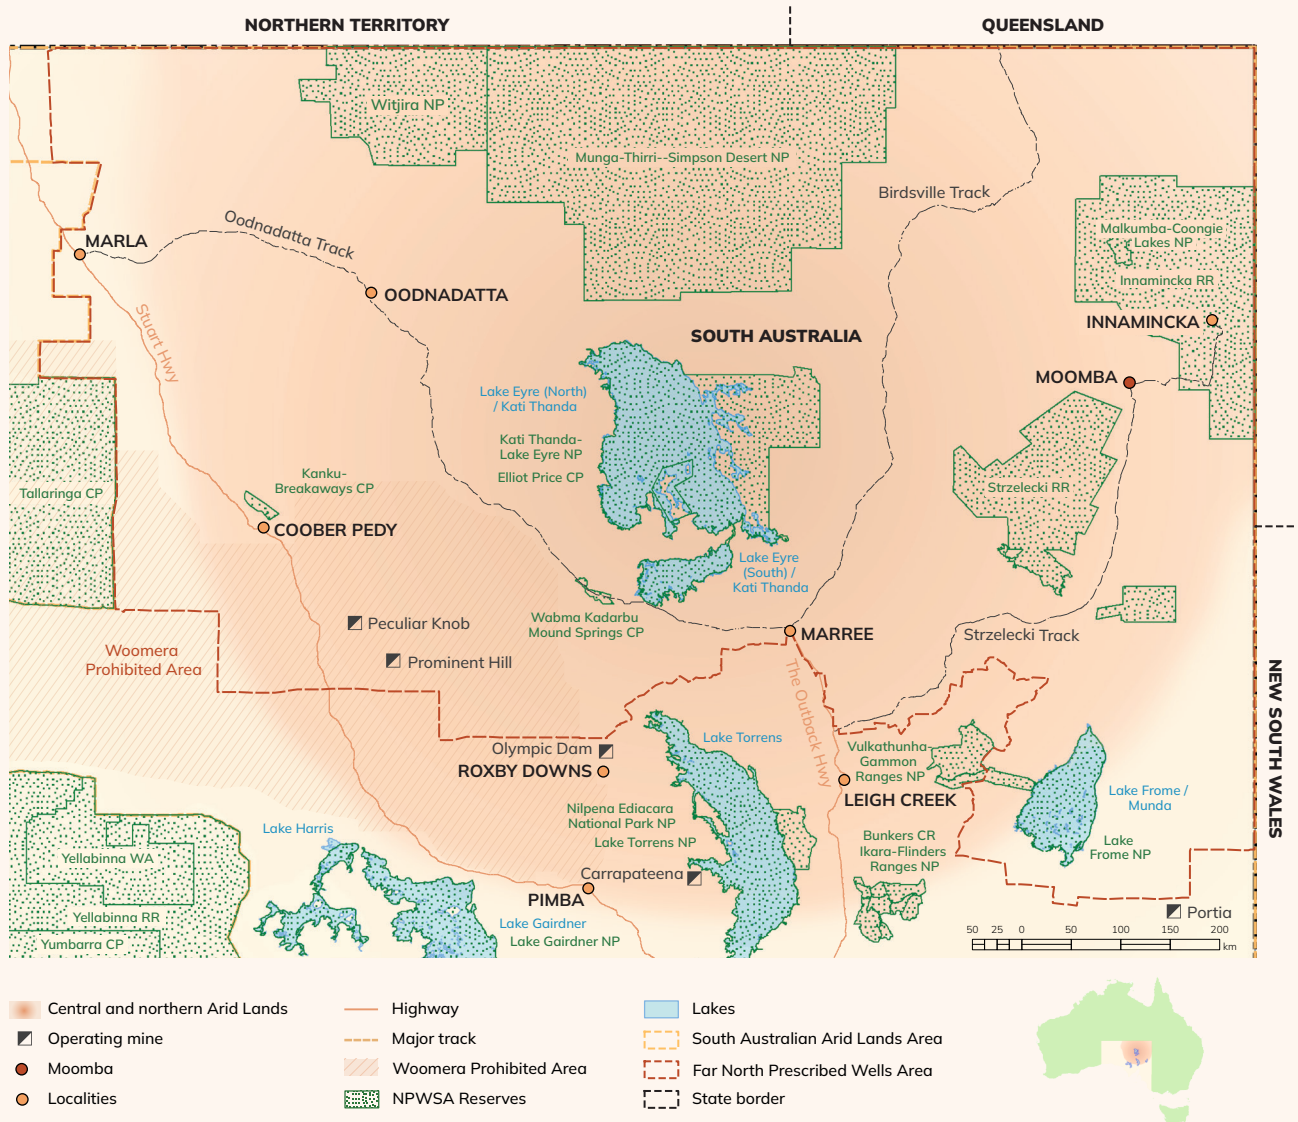 NORTHERN TERRITORY
QUEENSLAND
Witjira NP
Munga-Thirri--Simpson Desert NP
Birdsville Track
Malkumba-Coongie
Lakes NP
Innamincka RR
Oodnadatta Track
MARLA
OODNADATTA
INNAMINCKA
SOUTH AUSTRALIA
Stuart Hwy
MOOMBA
Lake Eyre (North)
/ Kati Thanda
Kati Thanda-
Lake Eyre NP
Elliot Price CP
Kanku-
Breakaways CP
Tallaringa CP
Strzelecki RR
COOBER PEDY
Lake Eyre
(South) /
Kati Thanda
Wabma Kadarbu
Mound Springs CP
Peculiar Knob
MARREE
Strzelecki Track
Woomera
Prohibited Area
Prominent Hill
The Outback Hwy
NEW SOUTH WALES
Lake Torrens
Olympic Dam
ROXBY DOWNS
Vulkathunha-
Gammon
Ranges NP
LEIGH CREEK
Lake Frome /
Munda
Nilpena Ediacara
National Park NP
Lake Torrens NP
Lake Harris
Bunkers CR
Ikara-Flinders
Ranges NP
Lake
Frome NP
Yellabinna WA
Carrapateena
PIMBA
Yellabinna RR
Lake Gairdner
Lake Gairdner NP
Yumbarra CP
Portia
50 25 0 50 100 150 200
km
Central and northern Arid Lands
Operating mine
Moomba
Localities
Highway
Major track
Woomera Prohibited Area
NPWSA Reserves
Lakes
South Australian Arid Lands Area
Far North Prescribed Wells Area
State border